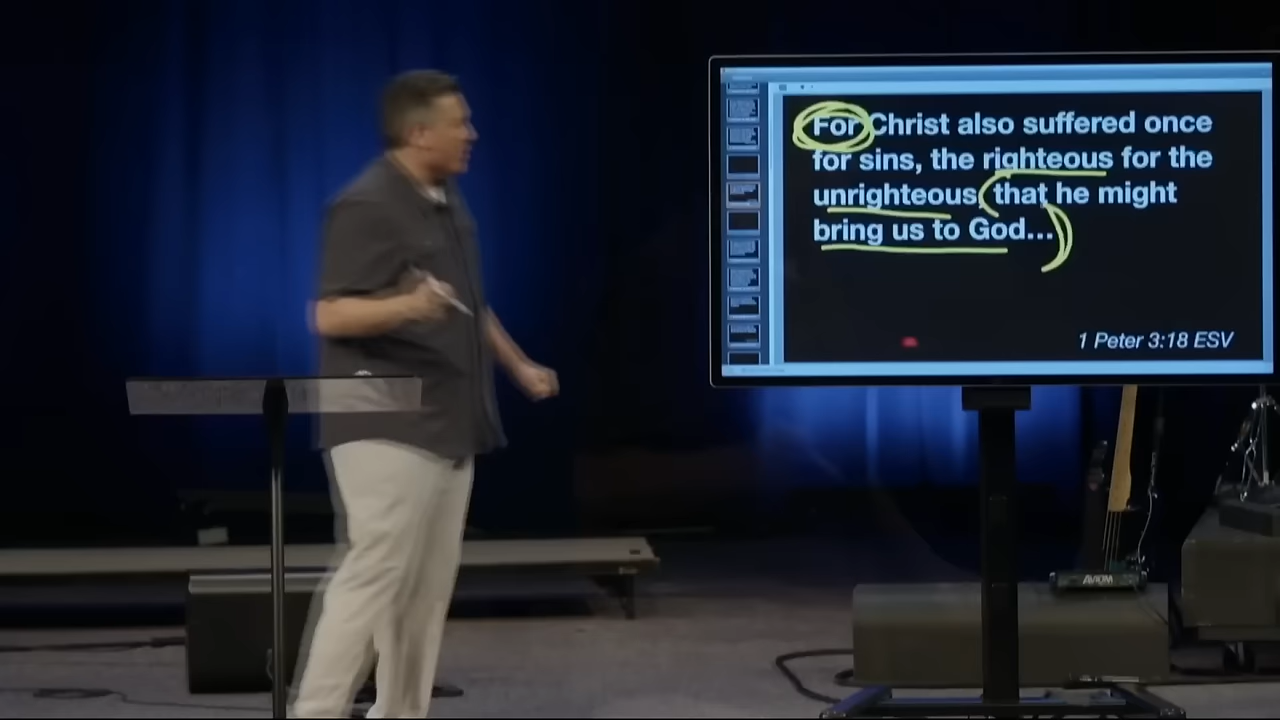 For Christ also suffered once
for sins, the righteous for the
unrighteous, that he might
bring us to God...
1 Peter 3:18 ESV
AVIOM